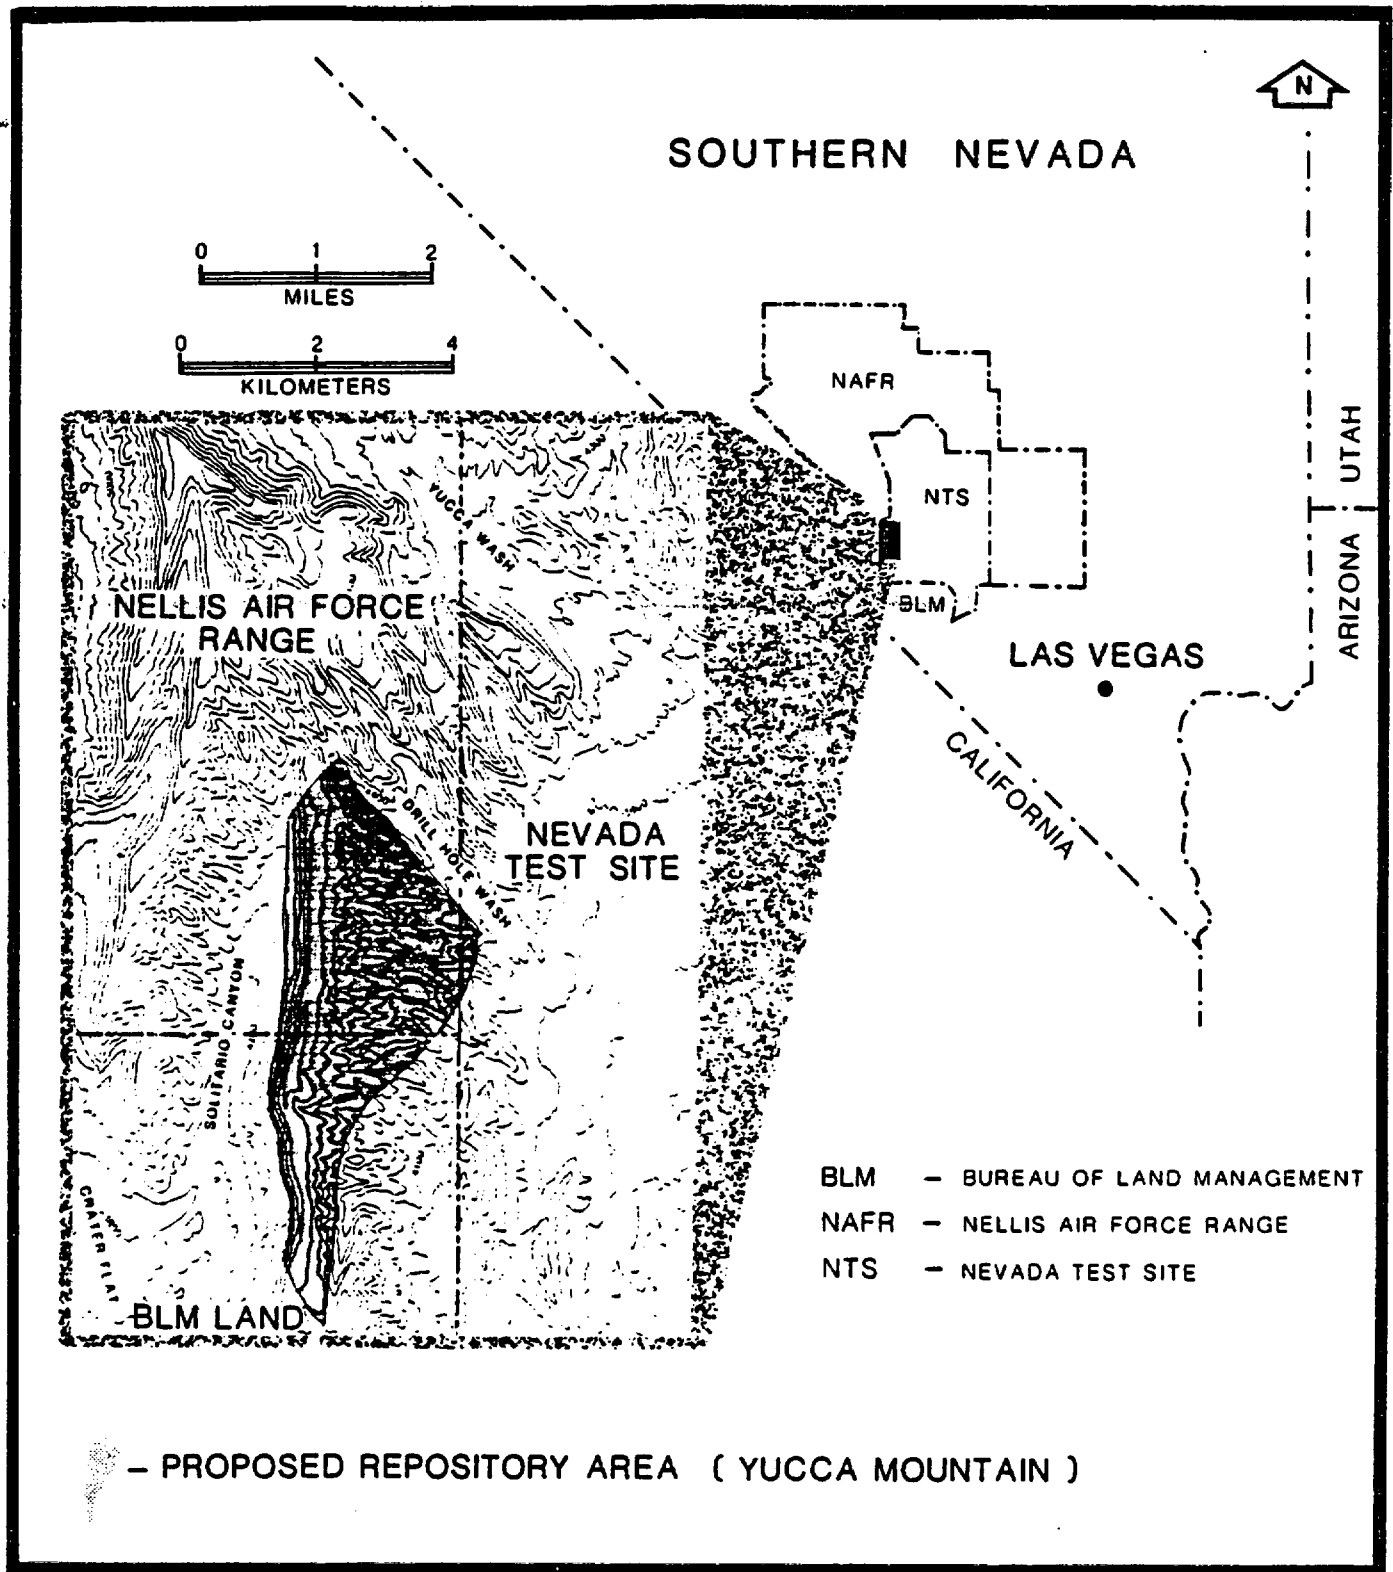 N
SOUTHERN NEVADA
0 1 2
MILES
0 2 4
KILOMETERS
NAFR
UTAH
NTS
YUCCA WASH
ARIZONA
NELLIS AIR FORCE
RANGE
BLM
LAS VEGAS
CALIFORNIA
DRILL HOLE WASH
NEVADA
TEST SITE
SOLITARIO CANYON
BLM – BUREAU OF LAND MANAGEMENT
NAFR – NELLIS AIR FORCE RANGE
NTS – NEVADA TEST SITE
CRATER FLAT
BLM LAND
– PROPOSED REPOSITORY AREA ( YUCCA MOUNTAIN )